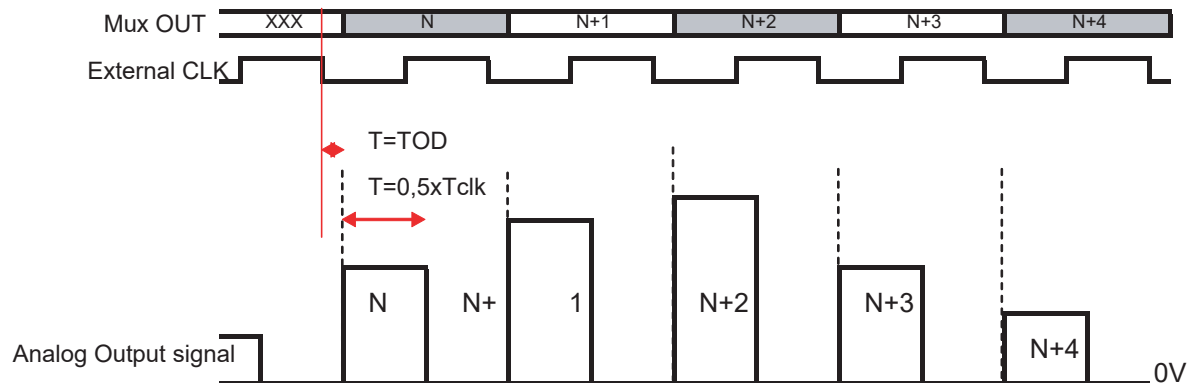 Mux OUT XXX N N+1 N+2 N+3 N+4
External CLK
T=TOD
T=0,5xTclk
N N+ 1 N+2 N+3 N+4
Analog Output signal 0V